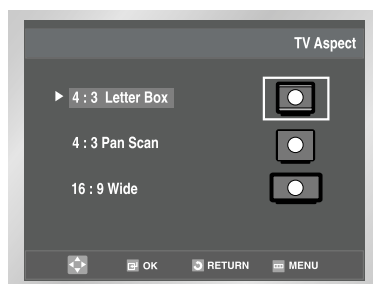 TV Aspect
4 : 3 Letter Box
4 : 3 Pan Scan
16 : 9 Wide
OK RETURN MENU